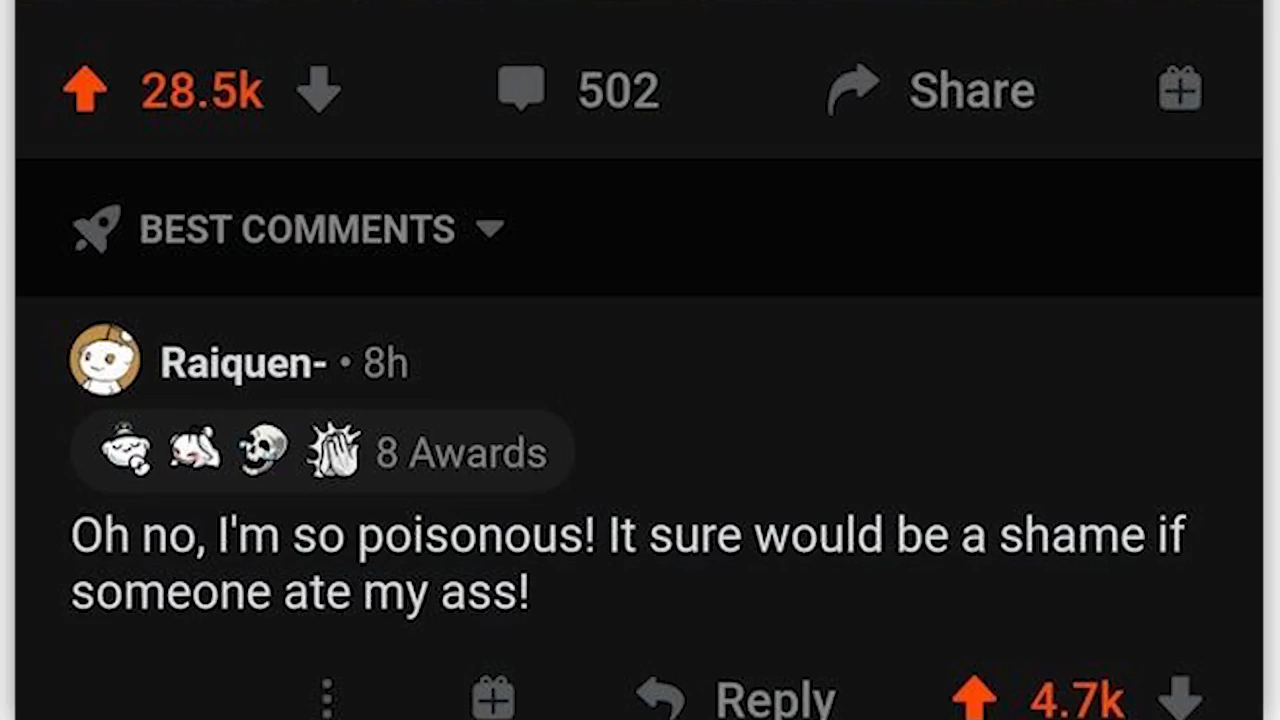 28.5k 502 Share
BEST COMMENTS
Raiquen- • 8h
8 Awards
Oh no, I'm so poisonous! It sure would be a shame if
someone ate my ass!
Reply 4.7k